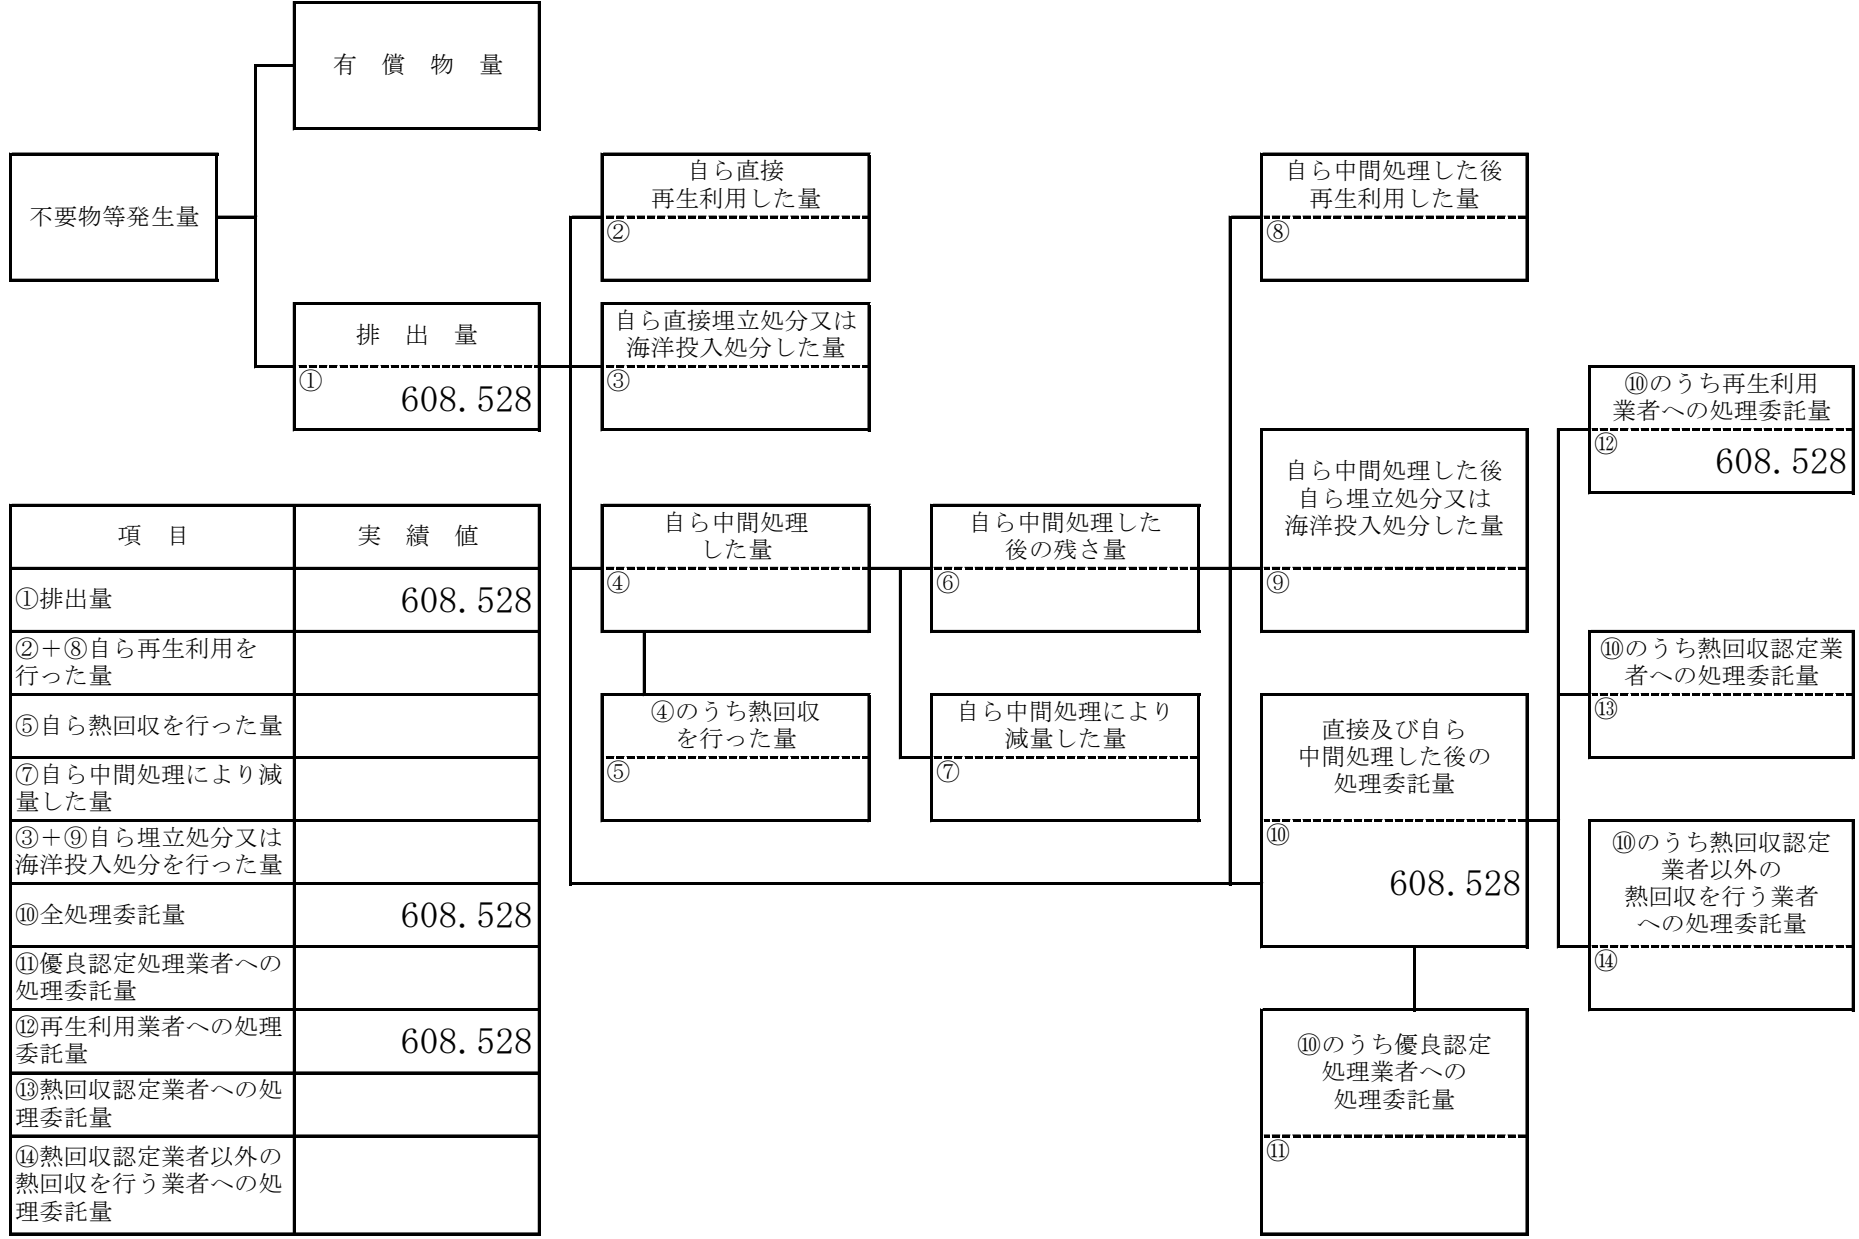 有　償　物　量
不要物等発生量
排　出　量
①
608.528
自ら直接
再生利用した量
②
自ら直接埋立処分又は
海洋投入処分した量
③
自ら中間処理
した量
④
④のうち熱回収
を行った量
⑤
自ら中間処理した
後の残さ量
⑥
自ら中間処理により
減量した量
⑦
自ら中間処理した後
再生利用した量
⑧
自ら中間処理した後
自ら埋立処分又は
海洋投入処分した量
⑨
直接及び自ら
中間処理した後の
処理委託量
⑩
608.528
⑩のうち優良認定
処理業者への
処理委託量
⑪
⑩のうち再生利用
業者への処理委託量
⑫
608.528
⑩のうち熱回収認定業
者への処理委託量
⑬
⑩のうち熱回収認定
業者以外の
熱回収を行う業者
への処理委託量
⑭
項　目
実　績　値
①排出量
608.528
②＋⑧自ら再生利用を
行った量
⑤自ら熱回収を行った量
⑦自ら中間処理により減
量した量
③＋⑨自ら埋立処分又は
海洋投入処分を行った量
⑩全処理委託量
608.528
⑪優良認定処理業者への
処理委託量
⑫再生利用業者への処理
委託量
608.528
⑬熱回収認定業者への処
理委託量
⑭熱回収認定業者以外の
熱回収を行う業者への処
理委託量